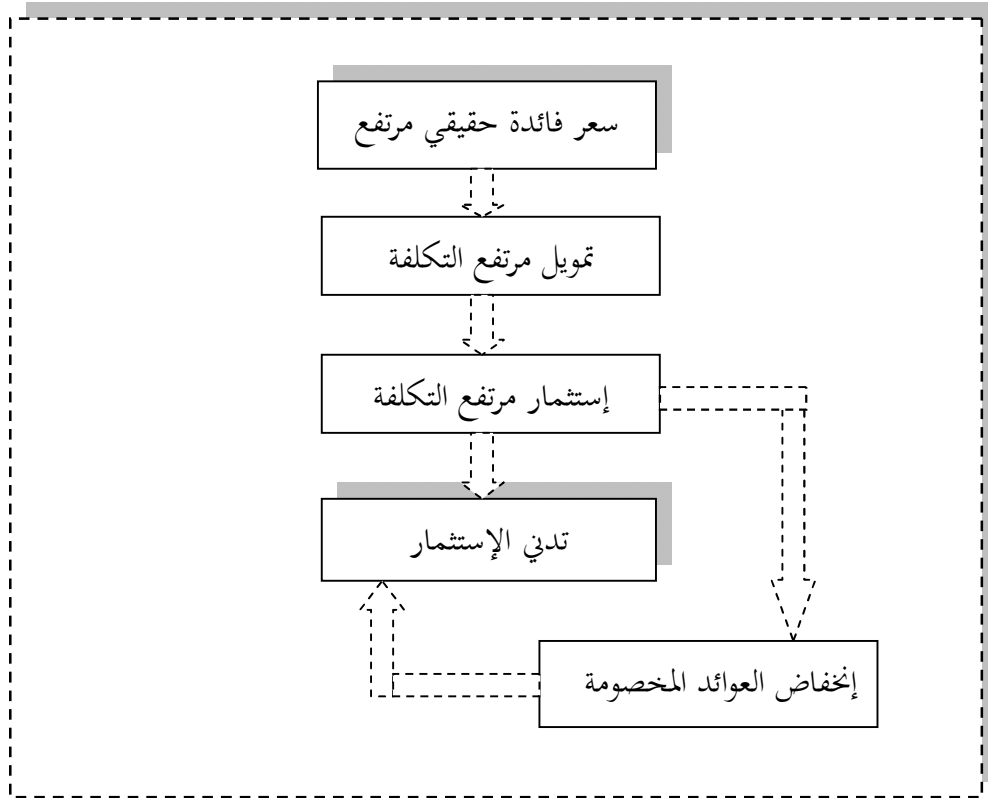 سعر فائدة حقيقي مرتفع
تمويل مرتفع التكلفة
إستثمار مرتفع التكلفة
تدني الإستثمار
إنخفاض العوائد المخصومة